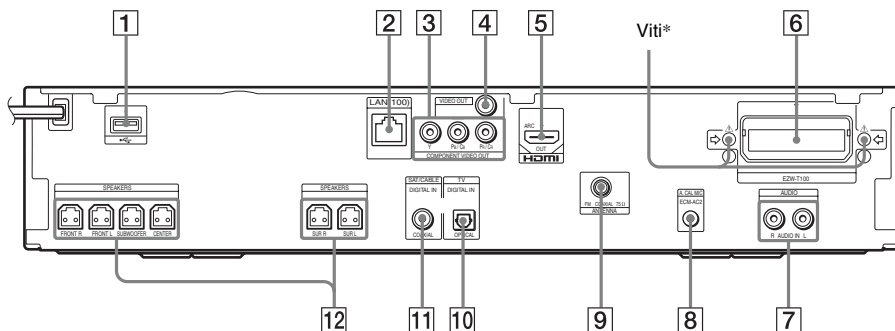 1
2
3
4
5
Viti*
6
LAN(100)
VIDEO OUT
Y
PB / CB
PR / CR
COMPONENT VIDEO OUT
ARC
OUT
HDMI
EZW-T100
SPEAKERS
FRONT R
FRONT L
SUBWOOFER
CENTER
SPEAKERS
SUR R
SUR L
SAT/CABLE
DIGITAL IN
COAXIAL
TV
DIGITAL IN
OPTICAL
FM
COAXIAL
75Ω
ANTENNA
A. CAL MIC
ECM-AC2
AUDIO
R
AUDIO IN
L
12
11
10
9
8
7